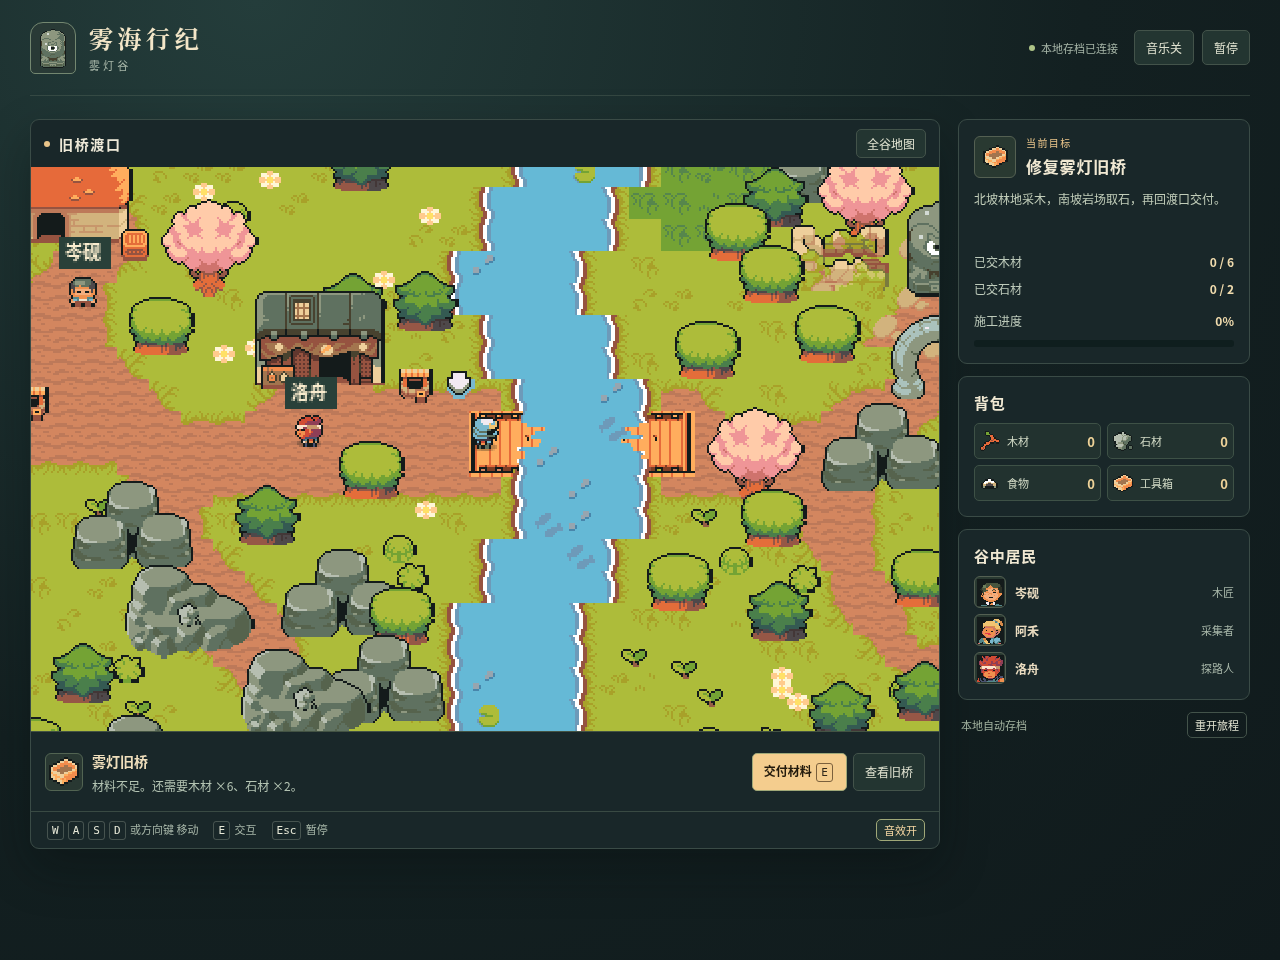 雾海行纪
雾灯谷
本地存档已连接
音乐关
暂停
旧桥渡口
全谷地图
岑砚
洛舟
当前目标
修复雾灯旧桥
北坡林地采木，南坡岩场取石，再回渡口交付。
已交木材 0 / 6
已交石材 0 / 2
施工进度 0%
背包
木材 0
石材 0
食物 0
工具箱 0
谷中居民
岑砚 木匠
阿禾 采集者
洛舟 探路人
本地自动存档
重开旅程
雾灯旧桥
材料不足。还需要木材 ×6、石材 ×2。
交付材料 E
查看旧桥
W A S D 或方向键 移动 E 交互 Esc 暂停
音效开